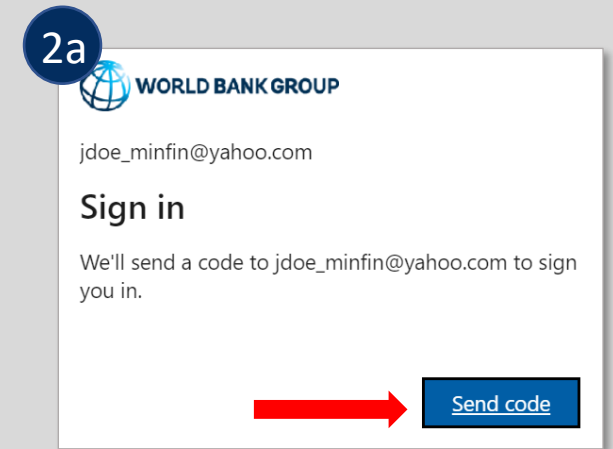 2a
WORLD BANK GROUP
jdoe_minfin@yahoo.com
Sign in
We'll send a code to jdoe_minfin@yahoo.com to sign
you in.
Send code